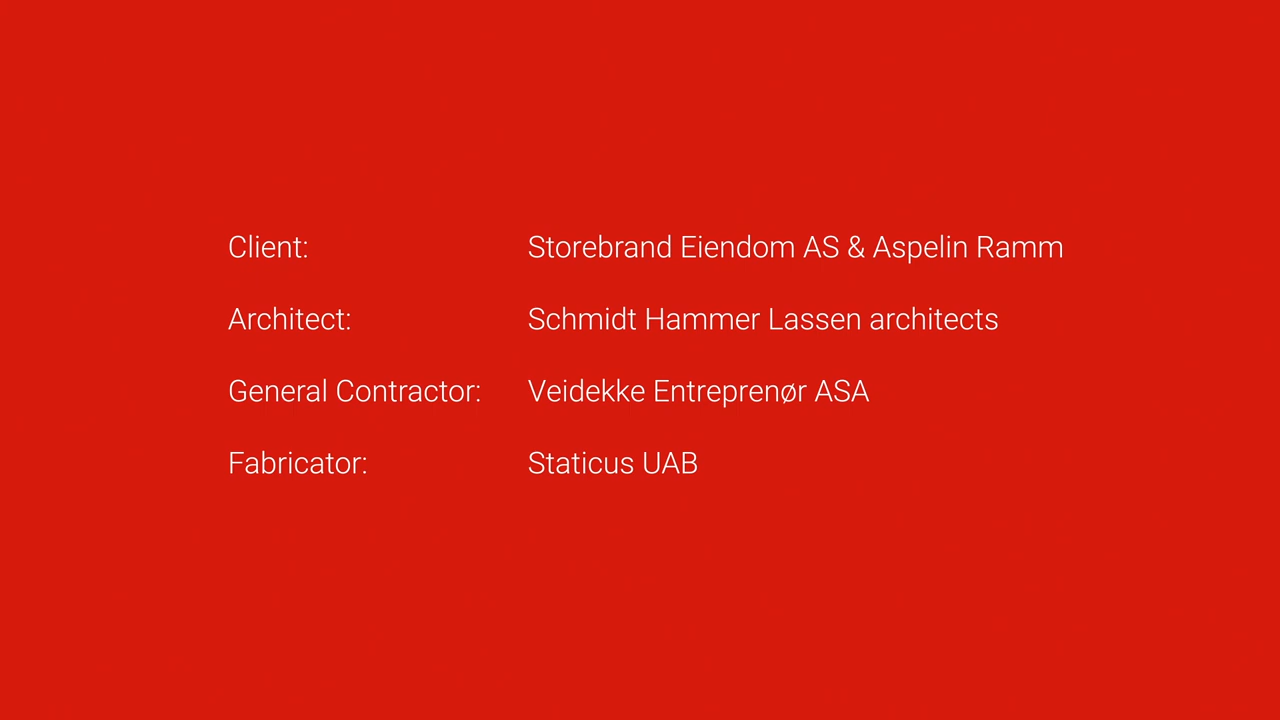 Client: Storebrand Eiendom AS & Aspelin Ramm
Architect: Schmidt Hammer Lassen architects
General Contractor: Veidekke Entreprenør ASA
Fabricator: Staticus UAB